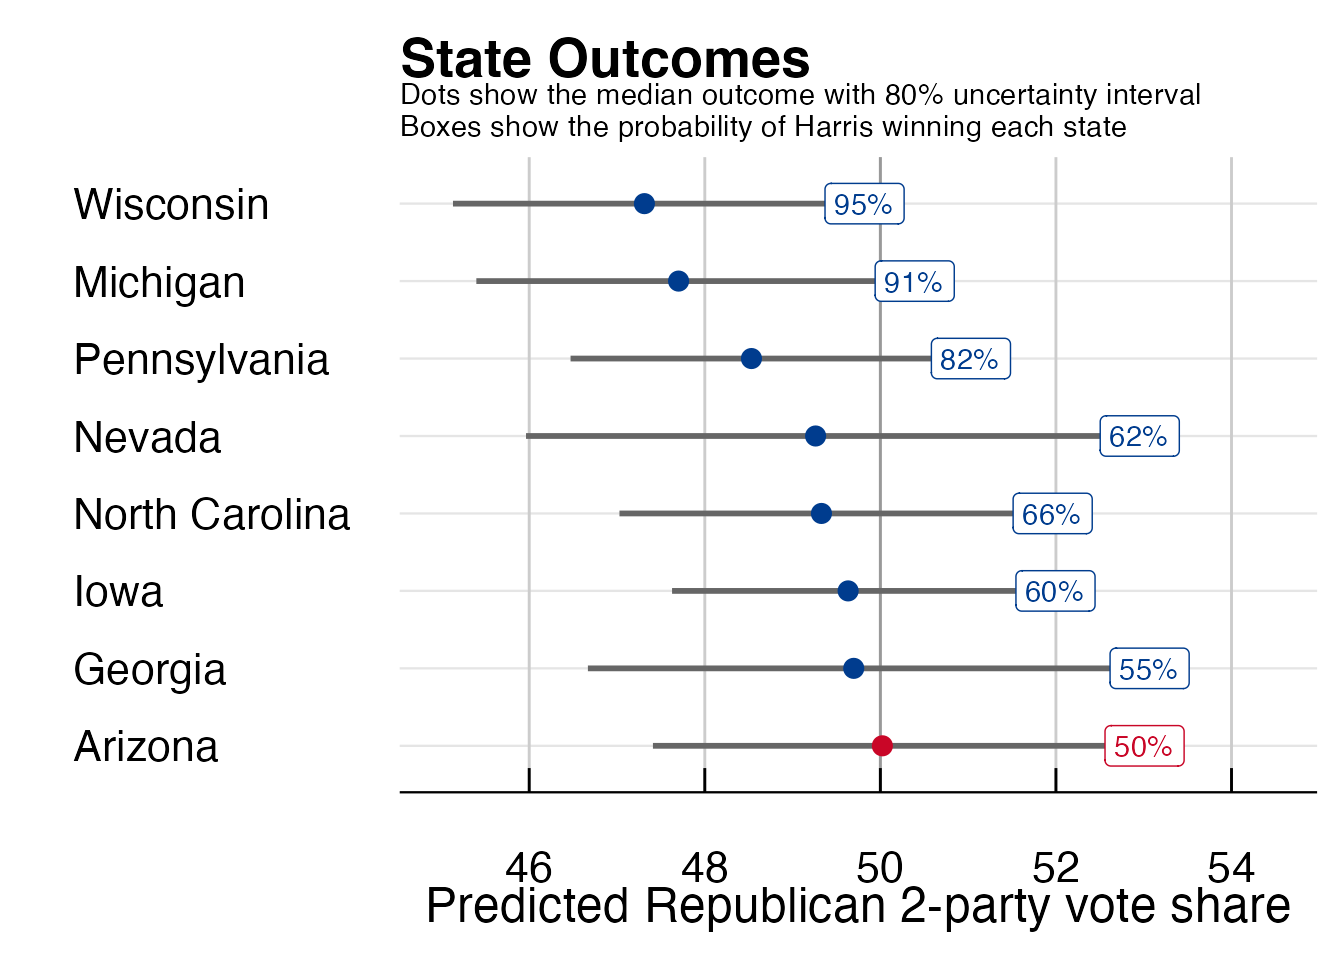 State Outcomes
Dots show the median outcome with 80% uncertainty interval
Boxes show the probability of Harris winning each state
Wisconsin 95%
Michigan 91%
Pennsylvania 82%
Nevada 62%
North Carolina 66%
Iowa 60%
Georgia 55%
Arizona 50%
46 48 50 52 54
Predicted Republican 2-party vote share